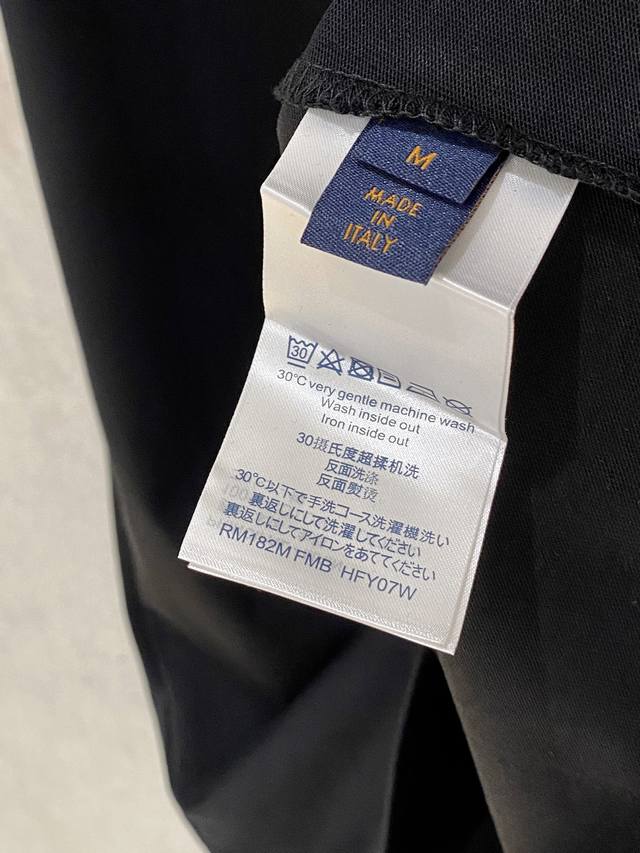 M
MADE
IN
ITALY
30
30℃ very gentle machine wash
Wash inside out
Iron inside out
30摄氏度超揉机洗
反面洗涤
反面熨烫
30℃以下で手洗コース洗濯機洗い
裏返しにして洗濯してください
裏返しにしてアイロンをあててください
RM182M FMB HFY07W